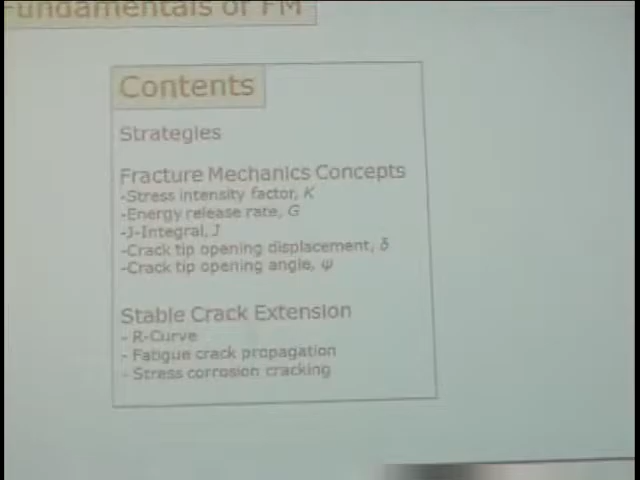 Fundamentals of FM
Contents
Strategies
Fracture Mechanics Concepts
-Stress intensity factor, K
-Energy release rate, G
-J-Integral, J
-Crack tip opening displacement, δ
-Crack tip opening angle, ψ
Stable Crack Extension
- R-Curve
- Fatigue crack propagation
- Stress corrosion cracking